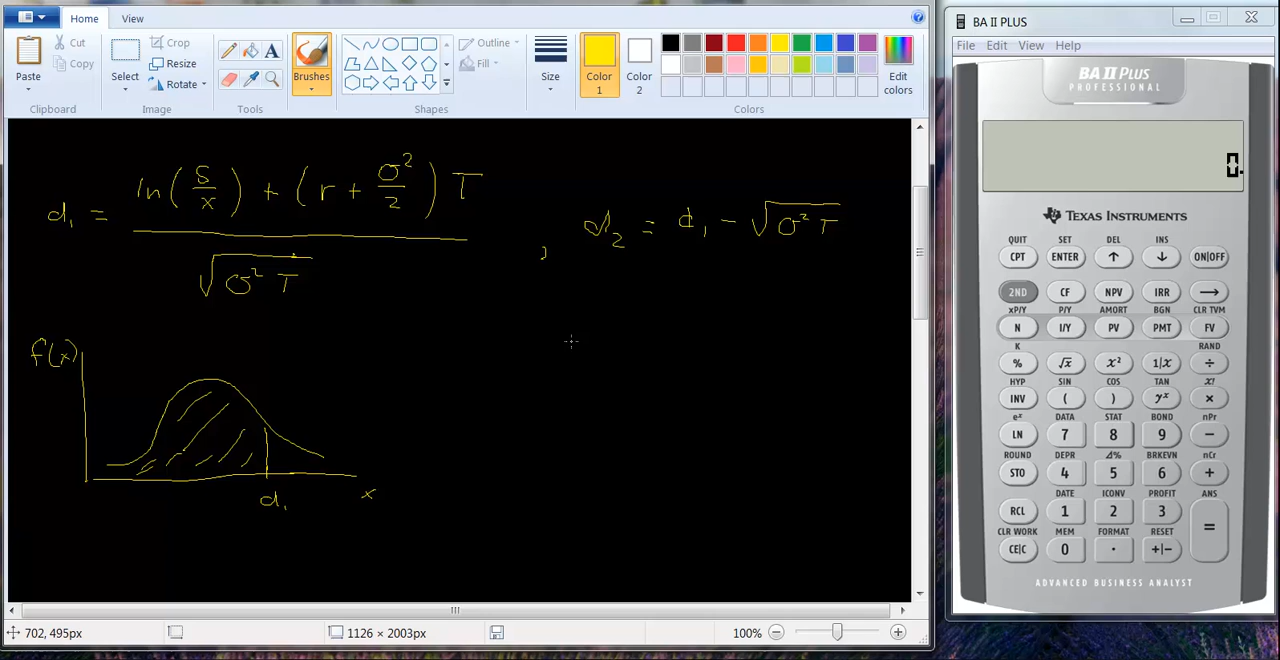 Home View
BA II PLUS
File Edit View Help
Paste
Cut
Copy
Clipboard
Select
Crop
Resize
Rotate
Image
A
Tools
Brushes
Outline
Fill
Shapes
Size
Color
1
Color
2
Edit
colors
Colors
d₁ = ln(S/x) + (r + σ²/2) T
√σ² T
, d₂ = d₁ - √σ² T
f(x)
d₁
x
702, 495px
1126 × 2003px
100%
BA II PLUS
PROFESSIONAL
0.
TEXAS INSTRUMENTS
QUIT SET DEL INS
CPT ENTER ↑ ↓ ON|OFF
2ND CF NPV IRR →
xP/Y P/Y AMORT BGN CLR TVM
N I/Y PV PMT FV
K RAND
% √x x² 1/x ÷
HYP SIN COS TAN x!
INV ( ) yˣ ×
eˣ DATA STAT BOND nPr
LN 7 8 9 −
ROUND DEPR Δ% BRKEVN nCr
STO 4 5 6 +
DATE ICONV PROFIT ANS
RCL 1 2 3 =
CLR WORK MEM FORMAT RESET
CE|C 0 . +|−
ADVANCED BUSINESS ANALYST